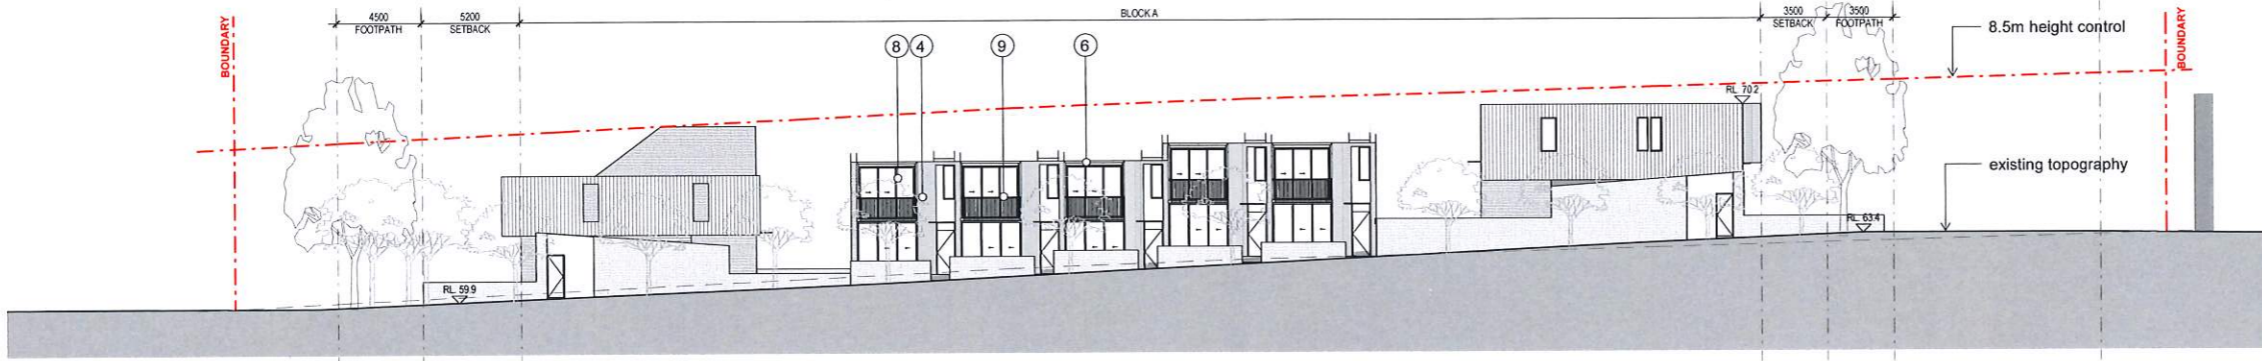 4500
FOOTPATH
5200
SETBACK
BLOCK A
3500
SETBACK
3500
FOOTPATH
BOUNDARY
BOUNDARY
8.5m height control
8
4
9
6
RL. 70.2
existing topography
RL. 63.4
RL. 59.9